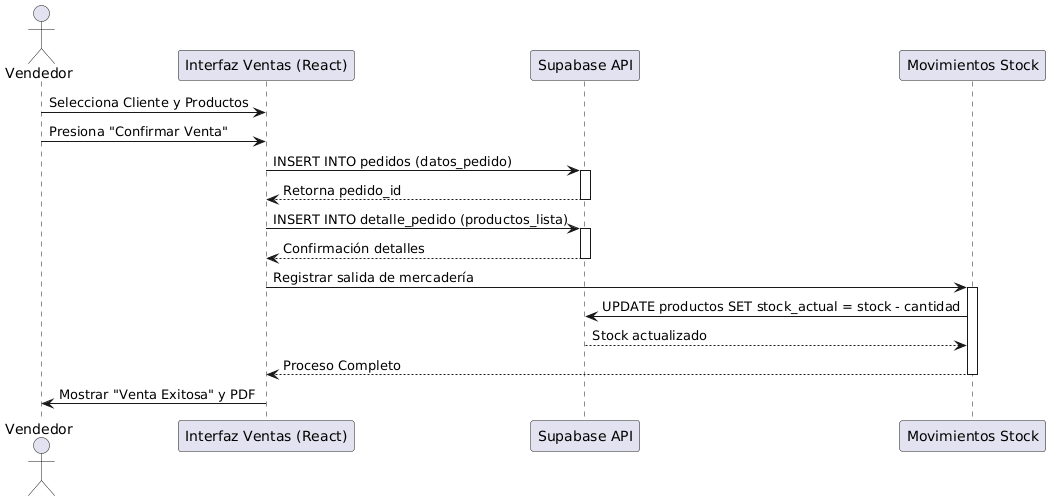 Vendedor
Interfaz Ventas (React)
Supabase API
Movimientos Stock
Selecciona Cliente y Productos
Presiona "Confirmar Venta"
INSERT INTO pedidos (datos_pedido)
Retorna pedido_id
INSERT INTO detalle_pedido (productos_lista)
Confirmación detalles
Registrar salida de mercadería
UPDATE productos SET stock_actual = stock - cantidad
Stock actualizado
Proceso Completo
Mostrar "Venta Exitosa" y PDF
Vendedor
Interfaz Ventas (React)
Supabase API
Movimientos Stock